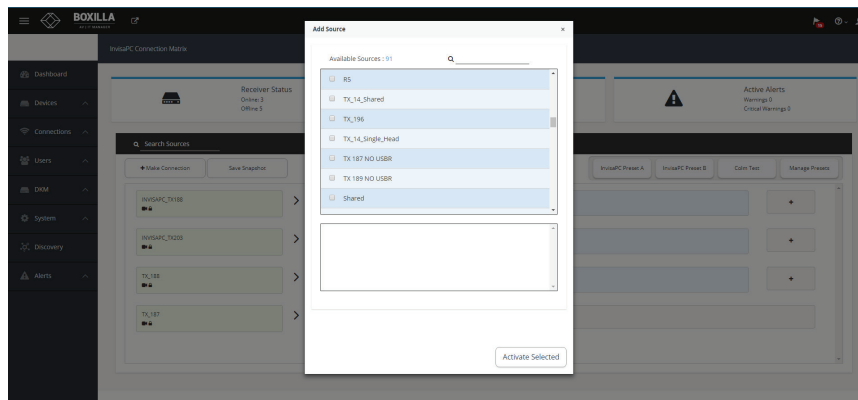 BOXILLA
Add Source
×
InvisaPC Connection Matrix
Available Sources : 91
Dashboard
Devices
Connections
Users
DKM
System
Discovery
Alerts
Receiver Status
Online: 3
Offline 5
Active Alerts
Warnings 0
Critical Warnings 0
R5
TX_14_Shared
TX_196
TX_14_Single_Head
TX 187 NO USBR
TX 189 NO USBR
Shared
Search Sources
+ Make Connection
Save Snapshot
InvisaPC Preset A
InvisaPC Preset B
Colm Test
Manage Presets
INVISAPC_TX188
+
INVISAPC_TX203
+
TX_188
+
TX_187
Activate Selected